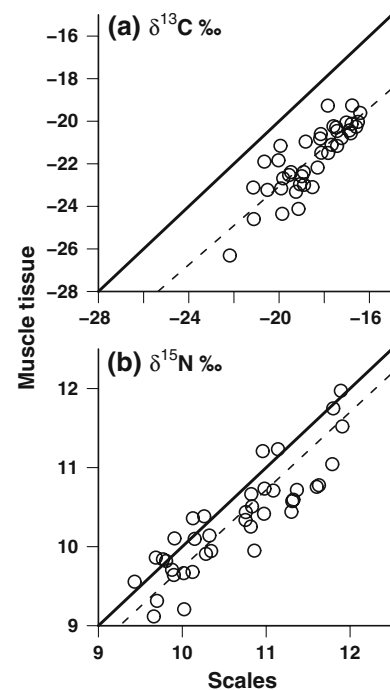 (a) δ¹³C ‰
−16
−18
−20
−22
−24
−26
−28
−28 −24 −20 −16
Muscle tissue
(b) δ¹⁵N ‰
12
11
10
9
9 10 11 12
Scales